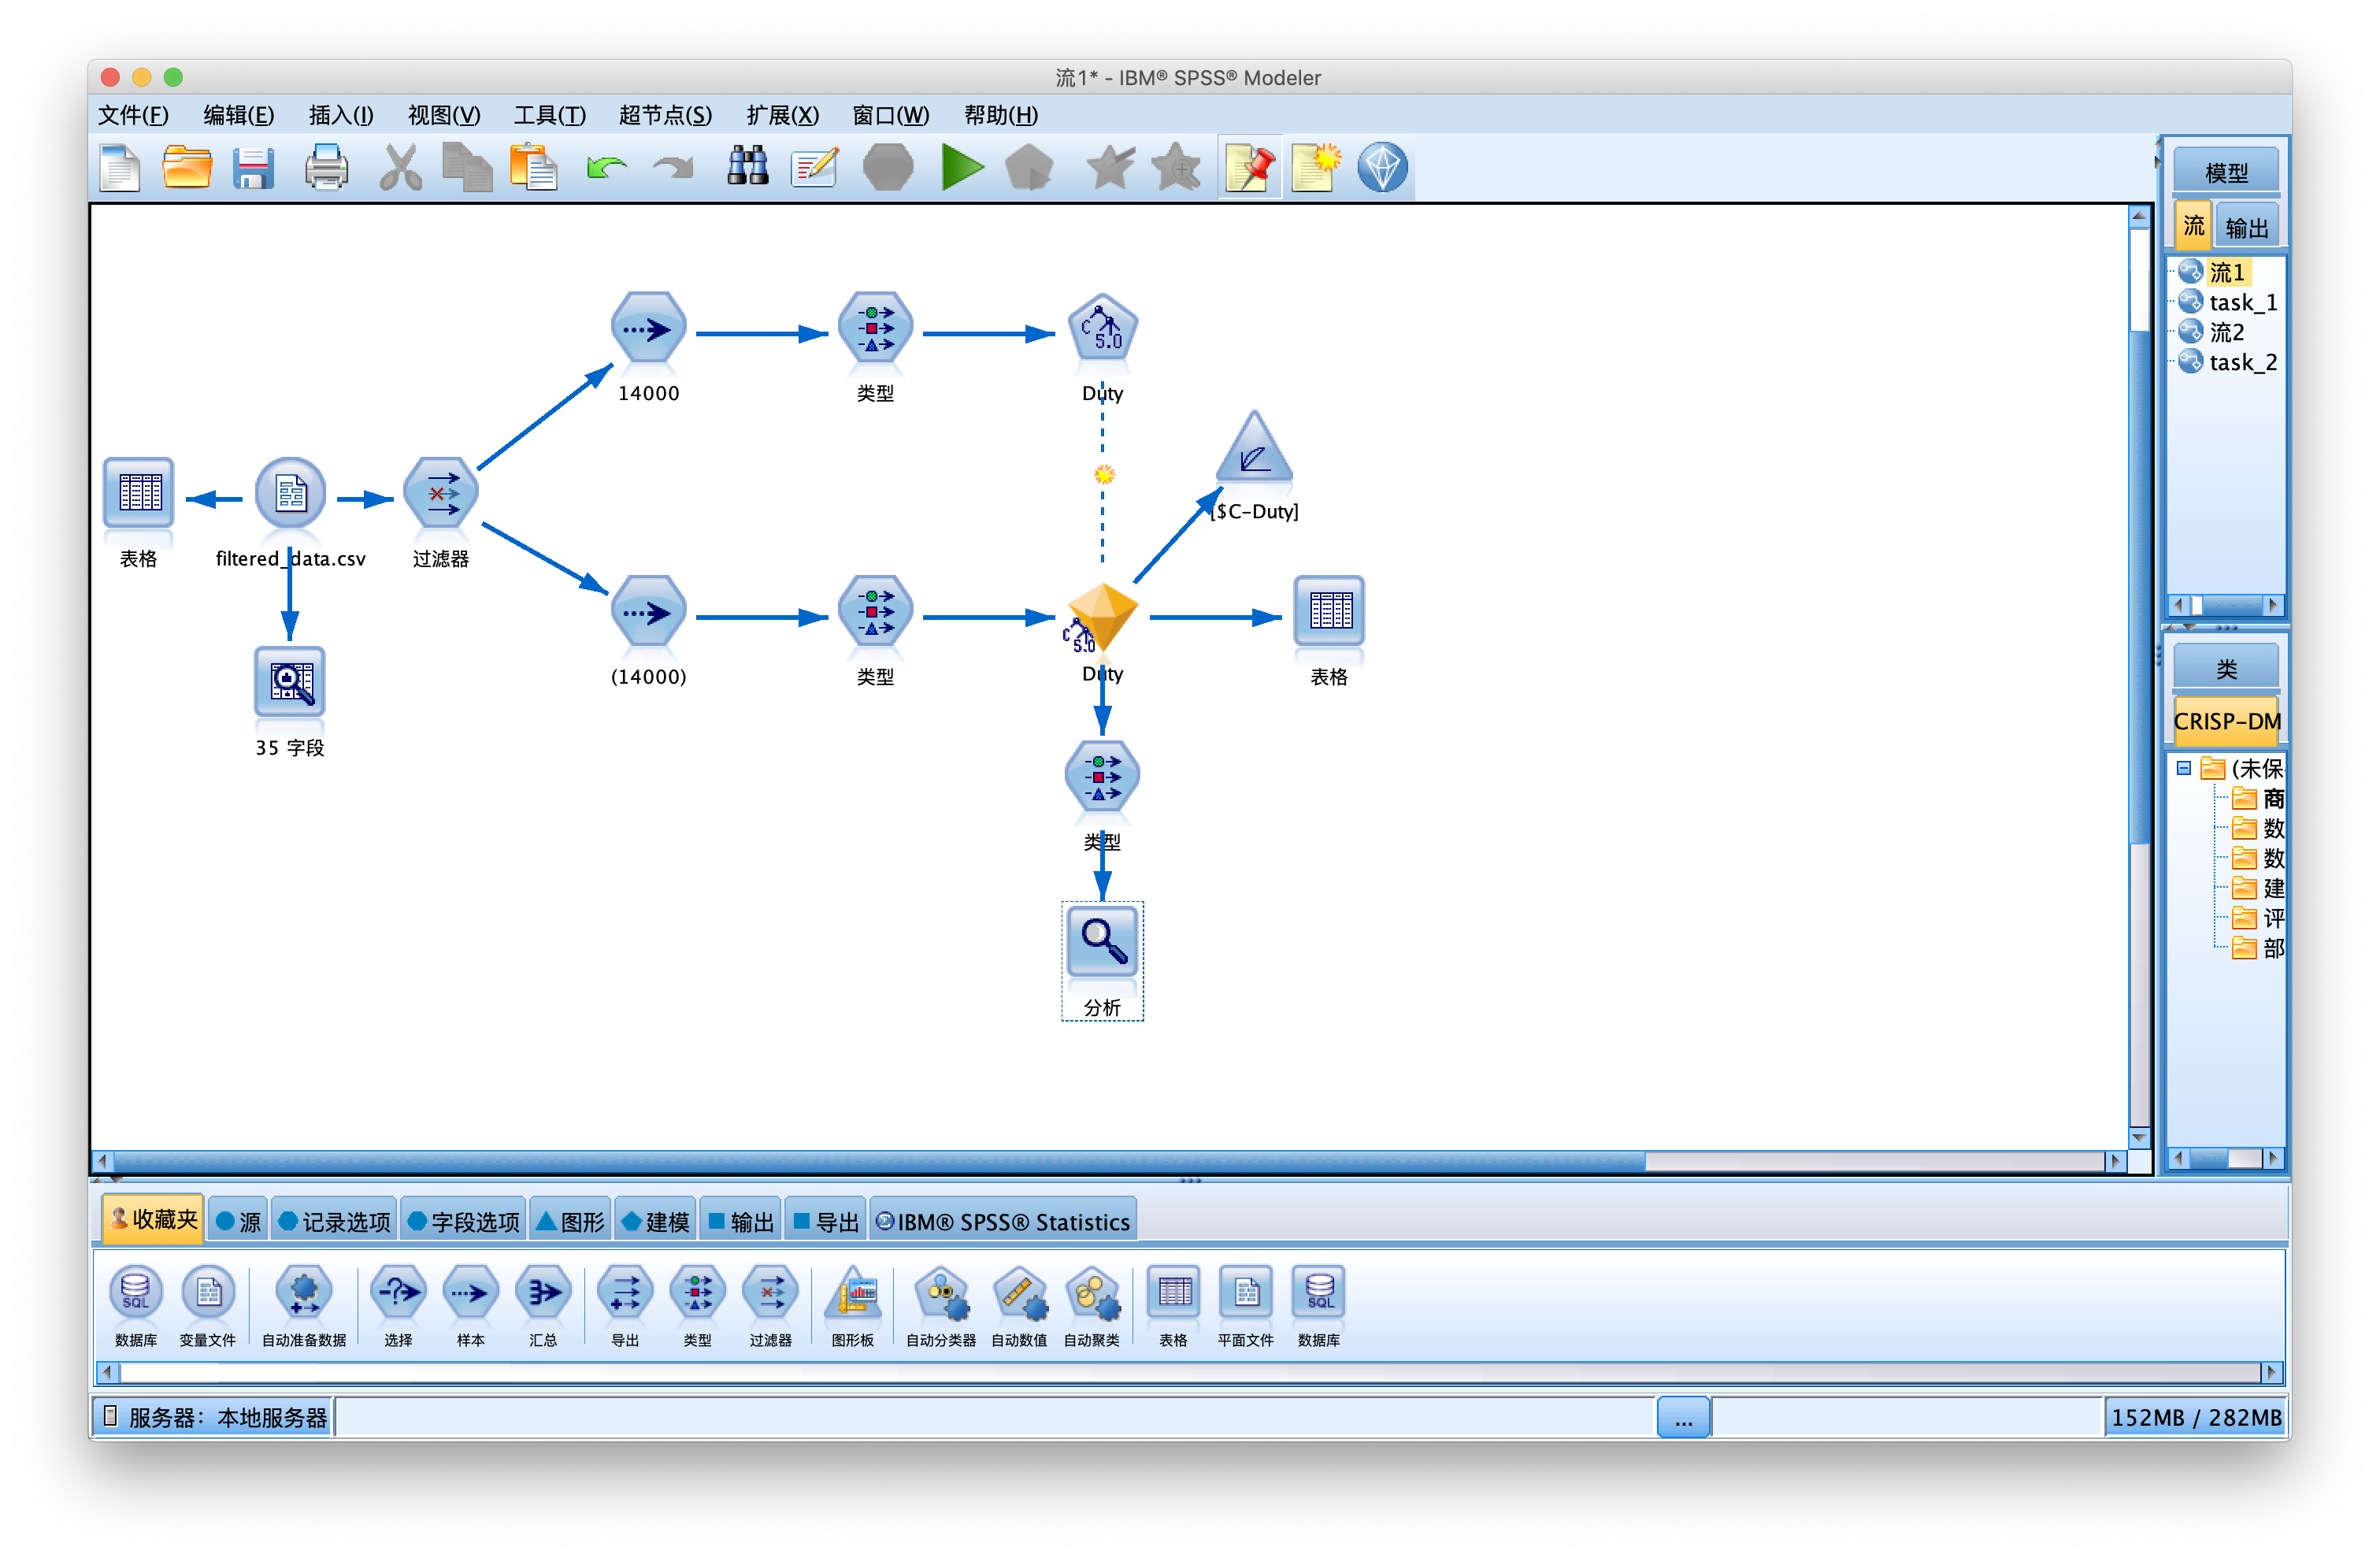 流1* - IBM® SPSS® Modeler
文件(F) 编辑(E) 插入(I) 视图(V) 工具(T) 超节点(S) 扩展(X) 窗口(W) 帮助(H)
14000
类型
C 5.0
Duty
[$C-Duty]
表格
filtered_data.csv
过滤器
(14000)
类型
C 5.0
Duty
表格
35 字段
类型
分析
模型
流 输出
流1
task_1
流2
task_2
类
CRISP-DM
(未保
商
数
数
建
评
部
收藏夹 源 记录选项 字段选项 图形 建模 输出 导出 IBM® SPSS® Statistics
SQL SQL
数据库 变量文件 自动准备数据 选择 样本 汇总 导出 类型 过滤器 图形板 自动分类器 自动数值 自动聚类 表格 平面文件 数据库
服务器：本地服务器 ... 152MB / 282MB